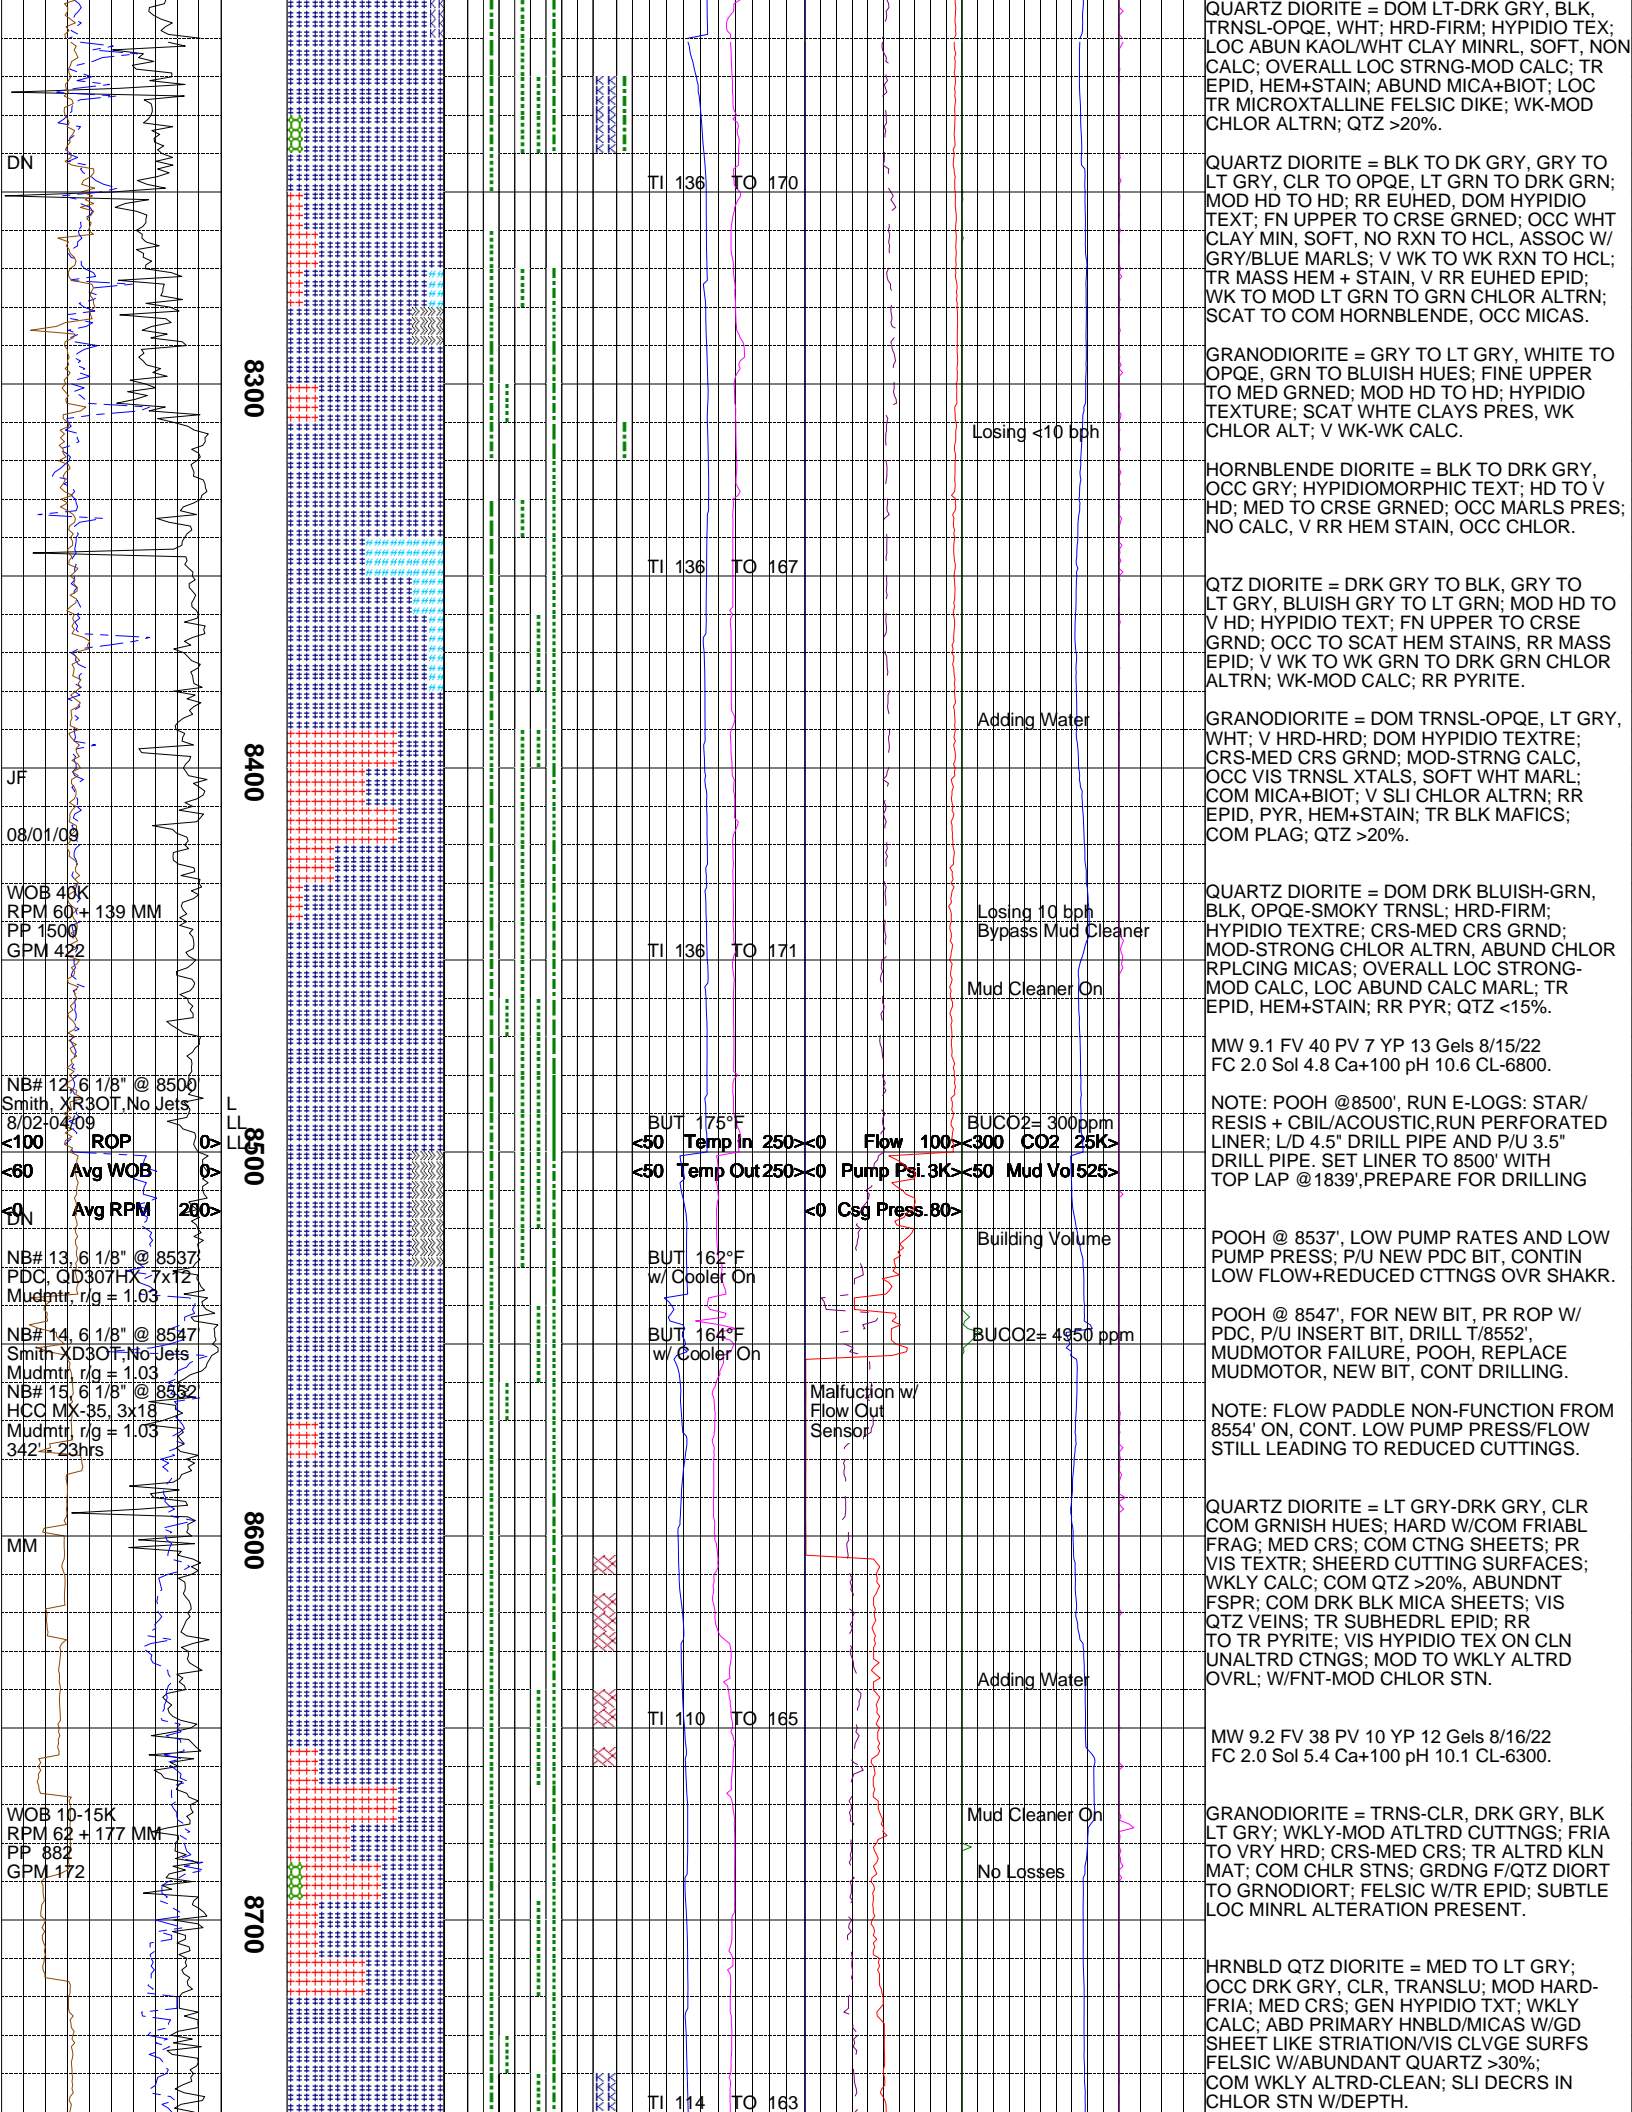 QUARTZ DIORITE = DOM LT-DRK GRY, BLK,
TRNSL-OPQE, WHT; HRD-FIRM; HYPIDIO TEX;
LOC ABUN KAOL/WHT CLAY MINRL, SOFT, NON
CALC; OVERALL LOC STRNG-MOD CALC; TR
EPID, HEM+STAIN; ABUND MICA+BIOT; LOC
TR MICROXTALLINE FELSIC DIKE; WK-MOD
CHLOR ALTRN; QTZ >20%.
DN
TI 136 TO 170
QUARTZ DIORITE = BLK TO DK GRY, GRY TO
LT GRY, CLR TO OPQE, LT GRN TO DRK GRN;
MOD HD TO HD; RR EUHED, DOM HYPIDIO
TEXT; FN UPPER TO CRSE GRNED; OCC WHT
CLAY MIN, SOFT, NO RXN TO HCL, ASSOC W/
GRY/BLUE MARLS; V WK TO WK RXN TO HCL;
TR MASS HEM + STAIN, V RR EUHED EPID;
WK TO MOD LT GRN TO GRN CHLOR ALTRN;
SCAT TO COM HORNBLENDE, OCC MICAS.
8300
GRANODIORITE = GRY TO LT GRY, WHITE TO
OPQE, GRN TO BLUISH HUES; FINE UPPER
TO MED GRNED; MOD HD TO HD; HYPIDIO
TEXTURE; SCAT WHTE CLAYS PRES, WK
CHLOR ALT; V WK-WK CALC.
Losing <10 bph
HORNBLENDE DIORITE = BLK TO DRK GRY,
OCC GRY; HYPIDIOMORPHIC TEXT; HD TO V
HD; MED TO CRSE GRNED; OCC MARLS PRES;
NO CALC, V RR HEM STAIN, OCC CHLOR.
TI 136 TO 167
QTZ DIORITE = DRK GRY TO BLK, GRY TO
LT GRY, BLUISH GRY TO LT GRN; MOD HD TO
V HD; HYPIDIO TEXT; FN UPPER TO CRSE
GRND; OCC TO SCAT HEM STAINS, RR MASS
EPID; V WK TO WK GRN TO DRK GRN CHLOR
ALTRN; WK-MOD CALC; RR PYRITE.
Adding Water
8400
JF
08/01/09
GRANODIORITE = DOM TRNSL-OPQE, LT GRY,
WHT; V HRD-HRD; DOM HYPIDIO TEXTRE;
CRS-MED CRS GRND; MOD-STRNG CALC,
OCC VIS TRNSL XTALS, SOFT WHT MARL;
COM MICA+BIOT; V SLI CHLOR ALTRN; RR
EPID, PYR, HEM+STAIN; TR BLK MAFICS;
COM PLAG; QTZ >20%.
WOB 40K
RPM 60 + 139 MM
PP 1500
GPM 422
Losing 10 bph
Bypass Mud Cleaner
TI 136 TO 171
Mud Cleaner On
QUARTZ DIORITE = DOM DRK BLUISH-GRN,
BLK, OPQE-SMOKY TRNSL; HRD-FIRM;
HYPIDIO TEXTRE; CRS-MED CRS GRND;
MOD-STRONG CHLOR ALTRN, ABUND CHLOR
RPLCING MICAS; OVERALL LOC STRONG-
MOD CALC, LOC ABUND CALC MARL; TR
EPID, HEM+STAIN; RR PYR; QTZ <15%.
MW 9.1 FV 40 PV 7 YP 13 Gels 8/15/22
FC 2.0 Sol 4.8 Ca+100 pH 10.6 CL-6800.
NB# 12, 6 1/8" @ 8500'
Smith, XR3OT,No Jets
8/02-04/09
L
LL
LL
8500
BUT 175°F
BUCO2= 300ppm
<100 ROP 0>
<60 Avg WOB 0>
<0 Avg RPM 200>
<50 Temp In 250>
<50 Temp Out 250>
<0 Flow 100>
<0 Pump Psi. 3K>
<0 Csg Press. 80>
<300 CO2 25K>
<50 Mud Vol 525>
NOTE: POOH @8500', RUN E-LOGS: STAR/
RESIS + CBIL/ACOUSTIC,RUN PERFORATED
LINER; L/D 4.5" DRILL PIPE AND P/U 3.5"
DRILL PIPE. SET LINER TO 8500' WITH
TOP LAP @1839',PREPARE FOR DRILLING
DN
Building Volume
NB# 13, 6 1/8" @ 8537'
PDC, QD307HX, 7x12
Mudmtr, r/g = 1.03
BUT 162°F
w/ Cooler On
POOH @ 8537', LOW PUMP RATES AND LOW
PUMP PRESS; P/U NEW PDC BIT, CONTIN
LOW FLOW+REDUCED CTTNGS OVR SHAKR.
NB# 14, 6 1/8" @ 8547'
Smith XD3OT,No Jets
Mudmtr, r/g = 1.03
BUT 164°F
w/ Cooler On
BUCO2= 4950 ppm
POOH @ 8547', FOR NEW BIT, PR ROP W/
PDC, P/U INSERT BIT, DRILL T/8552',
MUDMOTOR FAILURE, POOH, REPLACE
MUDMOTOR, NEW BIT, CONT DRILLING.
NB# 15, 6 1/8" @ 8552'
HCC MX-35, 3x18
Mudmtr, r/g = 1.03
342' - 23hrs
Malfuction w/
Flow Out
Sensor
NOTE: FLOW PADDLE NON-FUNCTION FROM
8554' ON, CONT. LOW PUMP PRESS/FLOW
STILL LEADING TO REDUCED CUTTINGS.
8600
MM
QUARTZ DIORITE = LT GRY-DRK GRY, CLR
COM GRNISH HUES; HARD W/COM FRIABL
FRAG; MED CRS; COM CTNG SHEETS; PR
VIS TEXTR; SHEERD CUTTING SURFACES;
WKLY CALC; COM QTZ >20%, ABUNDNT
FSPR; COM DRK BLK MICA SHEETS; VIS
QTZ VEINS; TR SUBHEDRL EPID; RR
TO TR PYRITE; VIS HYPIDIO TEX ON CLN
UNALTRD CTNGS; MOD TO WKLY ALTRD
OVRL; W/FNT-MOD CHLOR STN.
Adding Water
TI 110 TO 165
MW 9.2 FV 38 PV 10 YP 12 Gels 8/16/22
FC 2.0 Sol 5.4 Ca+100 pH 10.1 CL-6300.
WOB 10-15K
RPM 62 + 177 MM
PP 882
GPM 172
Mud Cleaner On
No Losses
GRANODIORITE = TRNS-CLR, DRK GRY, BLK
LT GRY; WKLY-MOD ATLTRD CUTTNGS; FRIA
TO VRY HRD; CRS-MED CRS; TR ALTRD KLN
MAT; COM CHLR STNS; GRDNG F/QTZ DIORT
TO GRNODIORT; FELSIC W/TR EPID; SUBTLE
LOC MINRL ALTERATION PRESENT.
8700
HRNBLD QTZ DIORITE = MED TO LT GRY;
OCC DRK GRY, CLR, TRANSLU; MOD HARD-
FRIA; MED CRS; GEN HYPIDIO TXT; WKLY
CALC; ABD PRIMARY HNBLD/MICAS W/GD
SHEET LIKE STRIATION/VIS CLVGE SURFS
FELSIC W/ABUNDANT QUARTZ >30%;
COM WKLY ALTRD-CLEAN; SLI DECRS IN
CHLOR STN W/DEPTH.
TI 114 TO 163